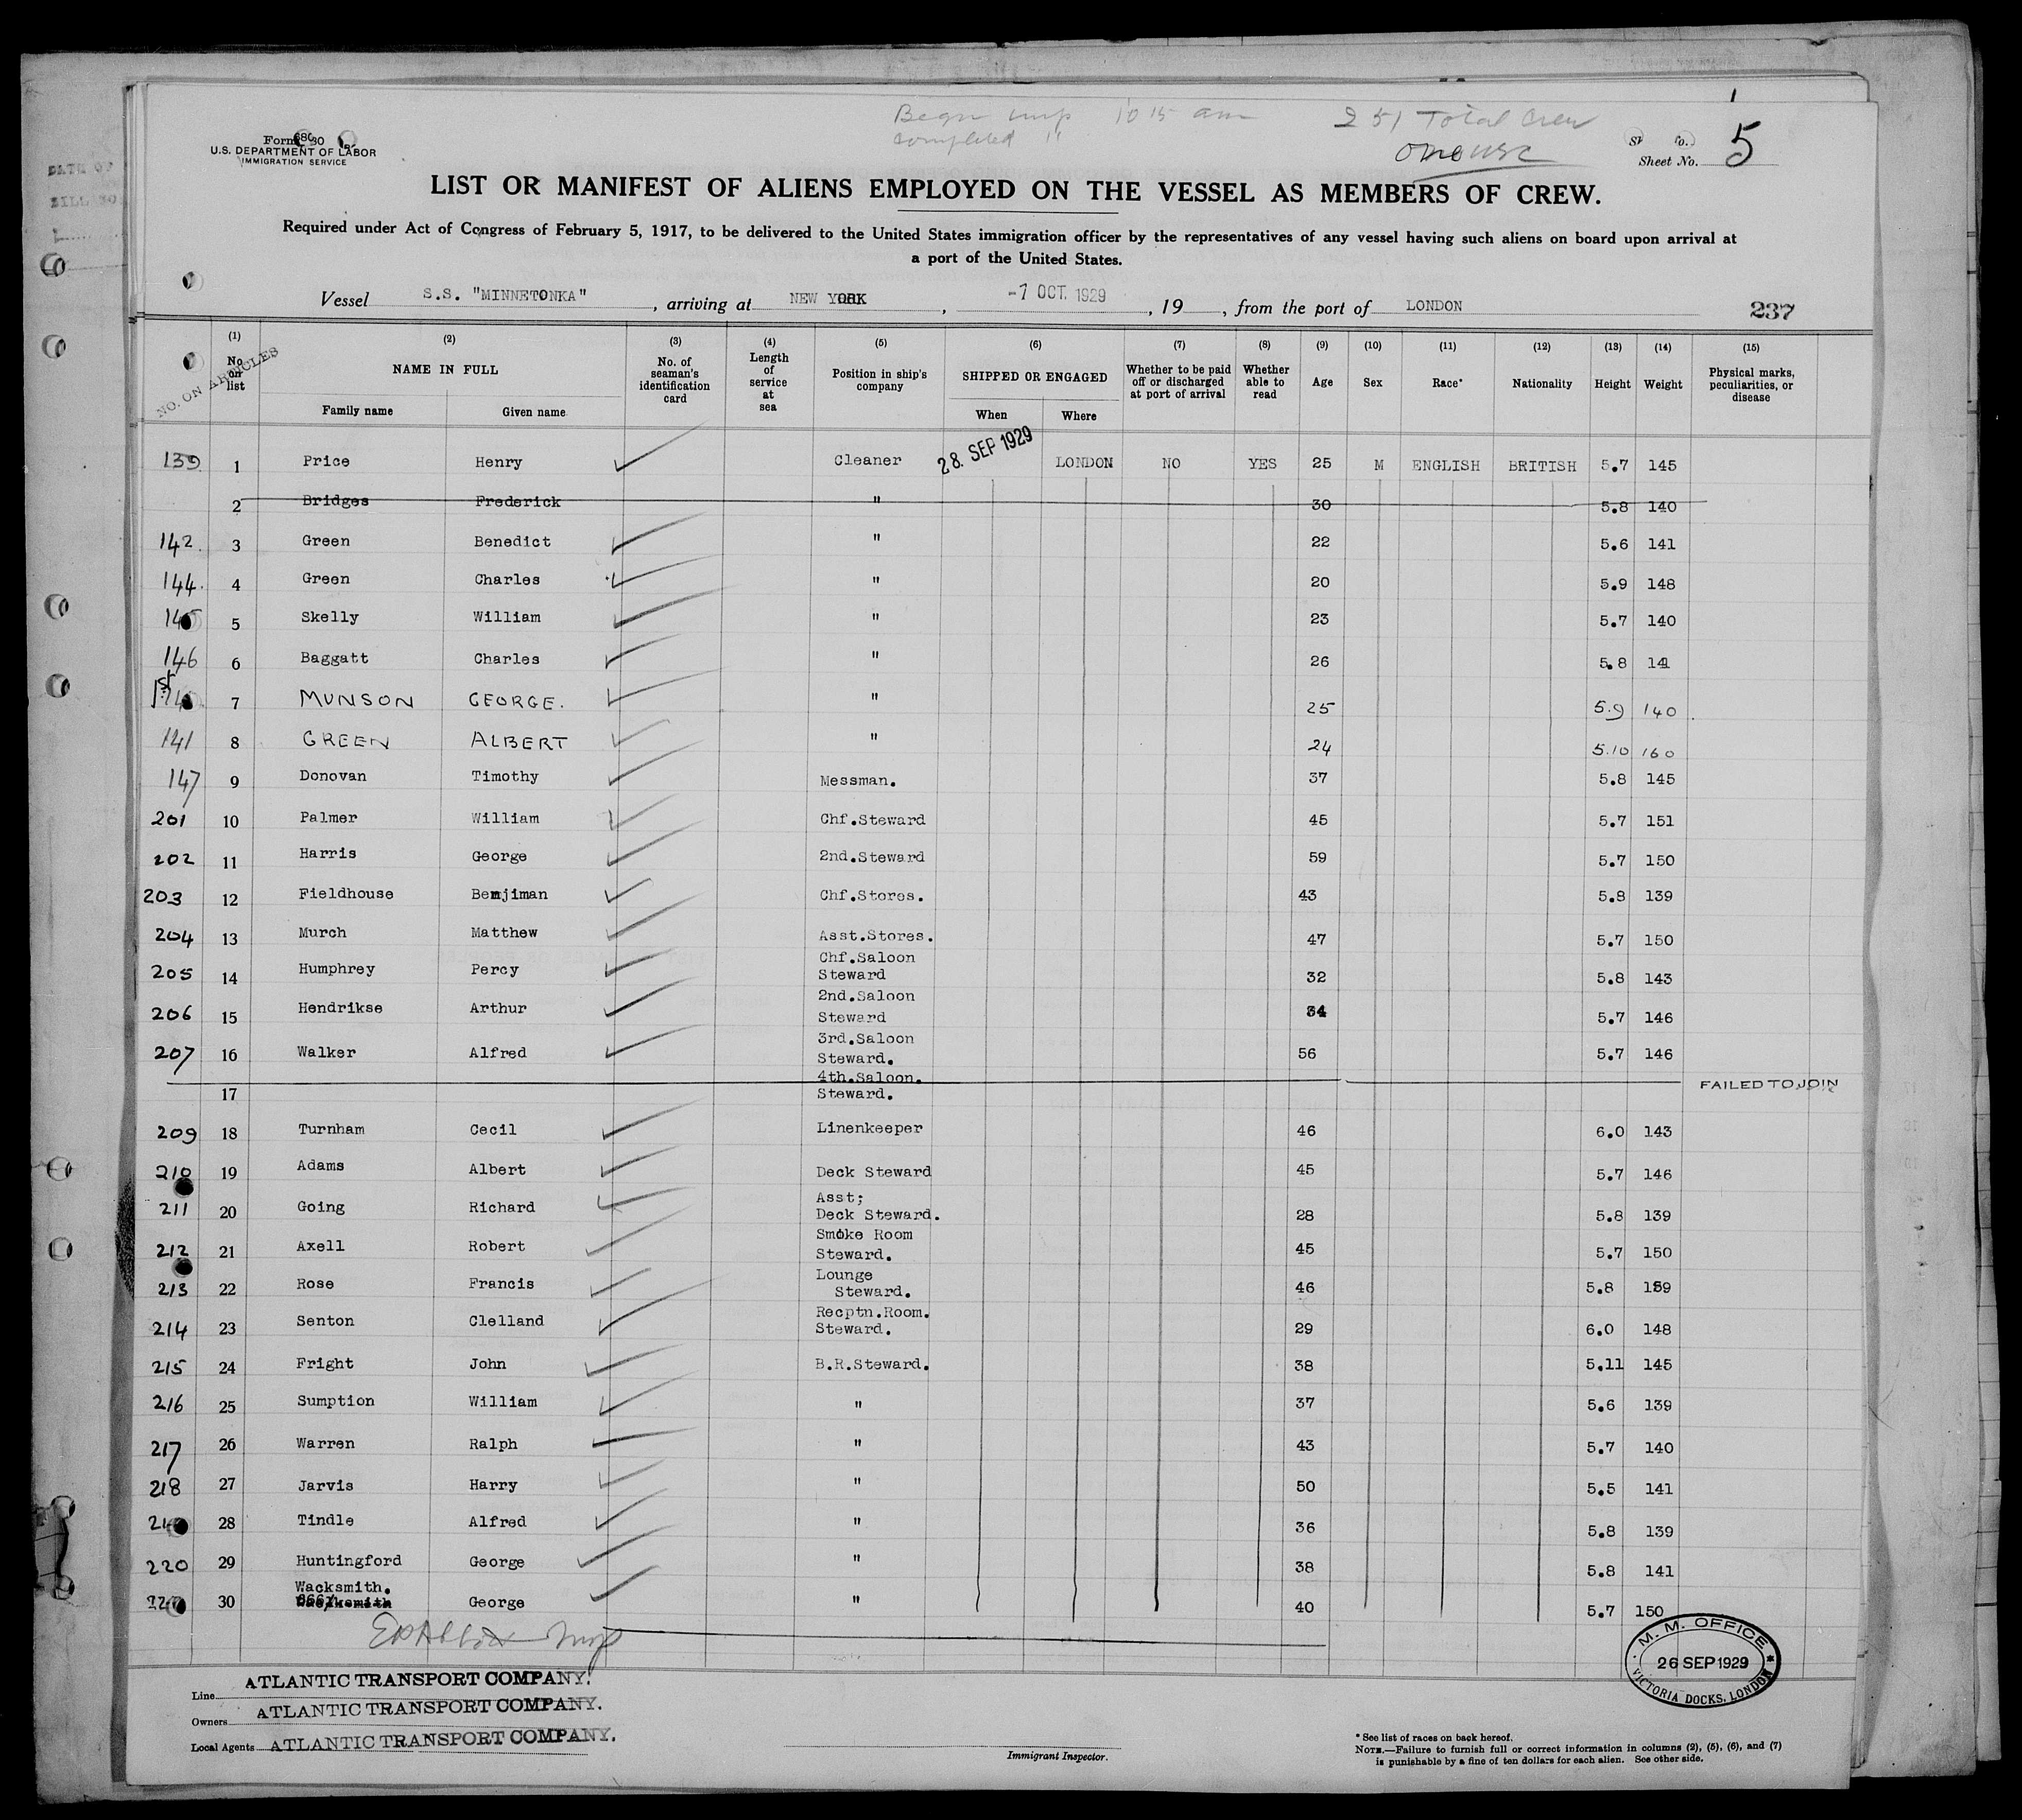 Begun insp 10 15 am
completed 11
251 Total Crew
U.S. DEPARTMENT OF LABOR
IMMIGRATION SERVICE
Sheet No. 5
LIST OR MANIFEST OF ALIENS EMPLOYED ON THE VESSEL AS MEMBERS OF CREW.
Required under Act of Congress of February 5, 1917, to be delivered to the United States immigration officer by the representatives of any vessel having such aliens on board upon arrival at
a port of the United States.
Vessel S.S. "MINNETONKA", arriving at NEW YORK, -7 OCT. 1929, 19 , from the port of LONDON 237
NO. ON ARTICLES
(1) No. on list
(2) NAME IN FULL Family name Given name
(3) No. of seaman's identification card
(4) Length of service at sea
(5) Position in ship's company
(6) SHIPPED OR ENGAGED When Where
(7) Whether to be paid off or discharged at port of arrival
(8) Whether able to read
(9) Age
(10) Sex
(11) Race*
(12) Nationality
(13) Height
(14) Weight
(15) Physical marks, peculiarities, or disease
139 1 Price Henry Cleaner 28. SEP 1929 LONDON NO YES 25 M ENGLISH BRITISH 5.7 145
2 Bridges Frederick " 30 5.8 140
142. 3 Green Benedict " 22 5.6 141
144. 4 Green Charles " 20 5.9 148
145 5 Skelly William " 23 5.7 140
146 6 Baggatt Charles " 26 5.8 141
1st 7 MUNSON GEORGE. " 25 5.9 140
141 8 GREEN ALBERT " 24 5.10 160
147 9 Donovan Timothy Messman. 37 5.8 145
201 10 Palmer William Chf.Steward 45 5.7 151
202 11 Harris George 2nd.Steward 59 5.7 150
203 12 Fieldhouse Benjiman Chf.Stores. 43 5.8 139
204 13 Murch Matthew Asst.Stores. 47 5.7 150
205 14 Humphrey Percy Chf.Saloon Steward 32 5.8 143
206 15 Hendrikse Arthur 2nd.Saloon Steward 34 5.7 146
207 16 Walker Alfred 3rd.Saloon Steward. 56 5.7 146
17 4th.Saloon. Steward. FAILED TO JOIN
209 18 Turnham Cecil Linenkeeper 46 6.0 143
210 19 Adams Albert Deck Steward 45 5.7 146
211 20 Going Richard Asst; Deck Steward. 28 5.8 139
212 21 Axell Robert Smoke Room Steward. 45 5.7 150
213 22 Rose Francis Lounge Steward. 46 5.8 159
214 23 Senton Clelland Recptn.Room. Steward. 29 6.0 148
215 24 Fright John B.R.Steward. 38 5.11 145
216 25 Sumption William " 37 5.6 139
217 26 Warren Ralph " 43 5.7 140
218 27 Jarvis Harry " 50 5.5 141
28 Tindle Alfred " 36 5.8 139
220 29 Huntingford George " 38 5.8 141
30 Wacksmith. George " 40 5.7 150
M. M. OFFICE
26 SEP 1929
VICTORIA DOCKS, LONDON
Line ATLANTIC TRANSPORT COMPANY.
Owners ATLANTIC TRANSPORT COMPANY.
Local Agents ATLANTIC TRANSPORT COMPANY.
Immigrant Inspector.
* See list of races on back hereof.
NOTE.—Failure to furnish full or correct information in columns (2), (5), (6), and (7)
is punishable by a fine of ten dollars for each alien. See other side.